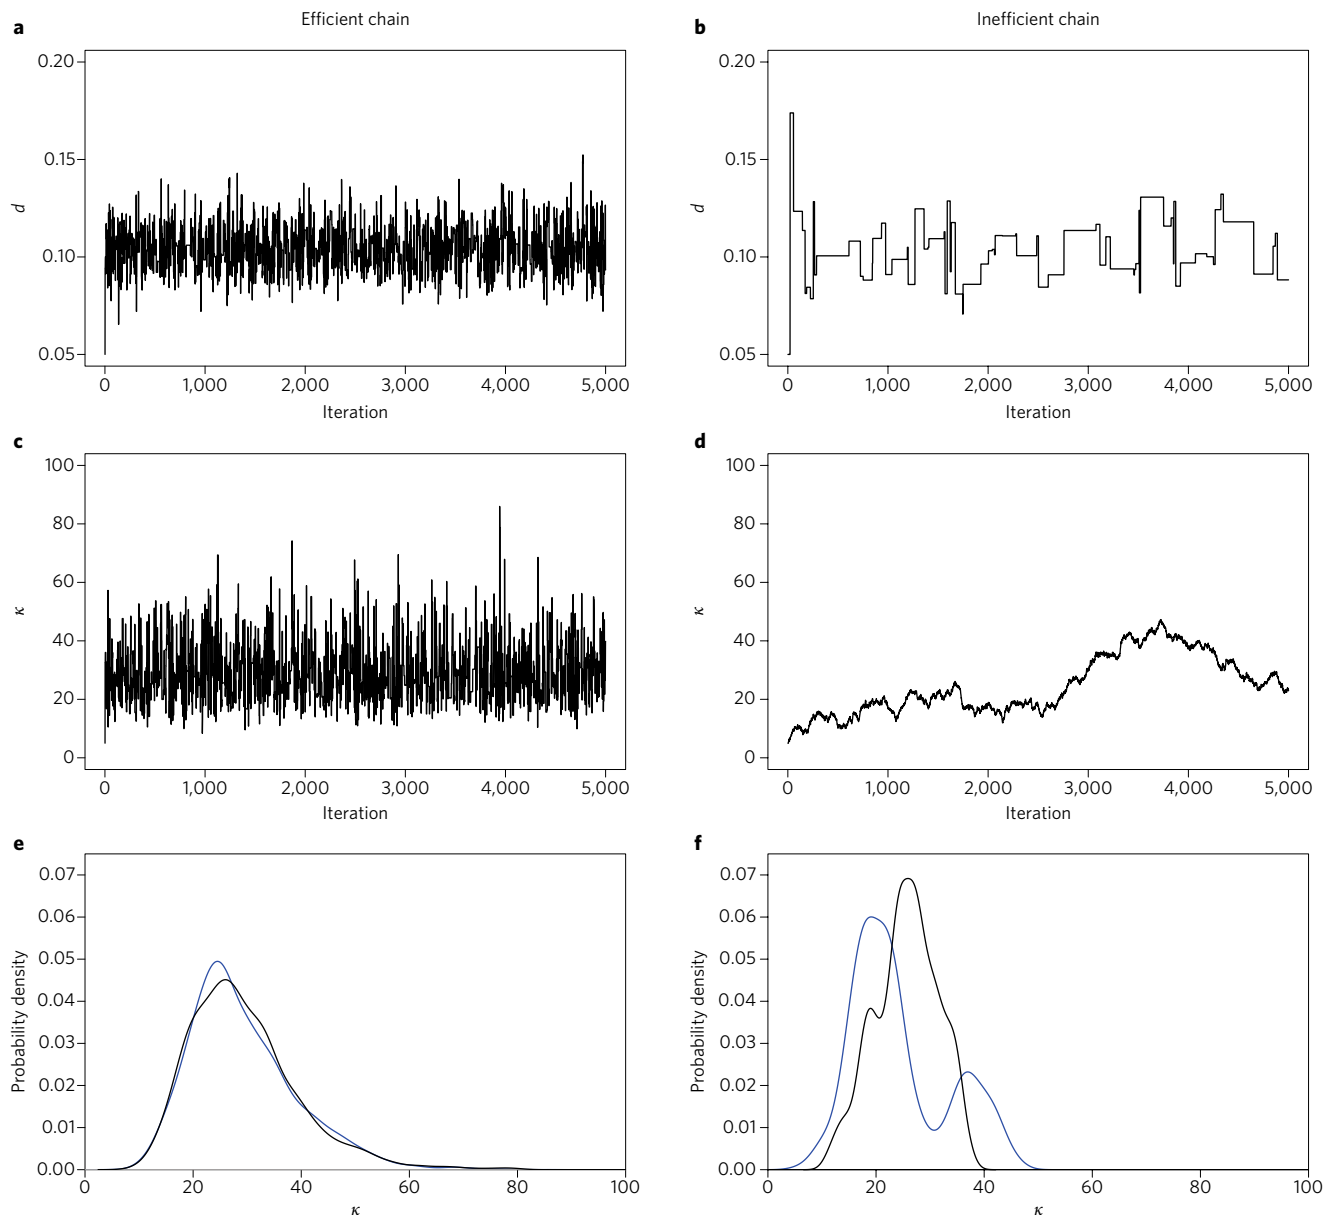 Efficient chain
Inefficient chain
a
b
0.20
0.15
0.10
0.05
d
0 1,000 2,000 3,000 4,000 5,000
Iteration
0.20
0.15
0.10
0.05
d
0 1,000 2,000 3,000 4,000 5,000
Iteration
c
d
100
80
60
40
20
0
κ
0 1,000 2,000 3,000 4,000 5,000
Iteration
100
80
60
40
20
0
κ
0 1,000 2,000 3,000 4,000 5,000
Iteration
e
f
0.07
0.06
0.05
0.04
0.03
0.02
0.01
0.00
Probability density
0 20 40 60 80 100
κ
0.07
0.06
0.05
0.04
0.03
0.02
0.01
0.00
Probability density
0 20 40 60 80 100
κ